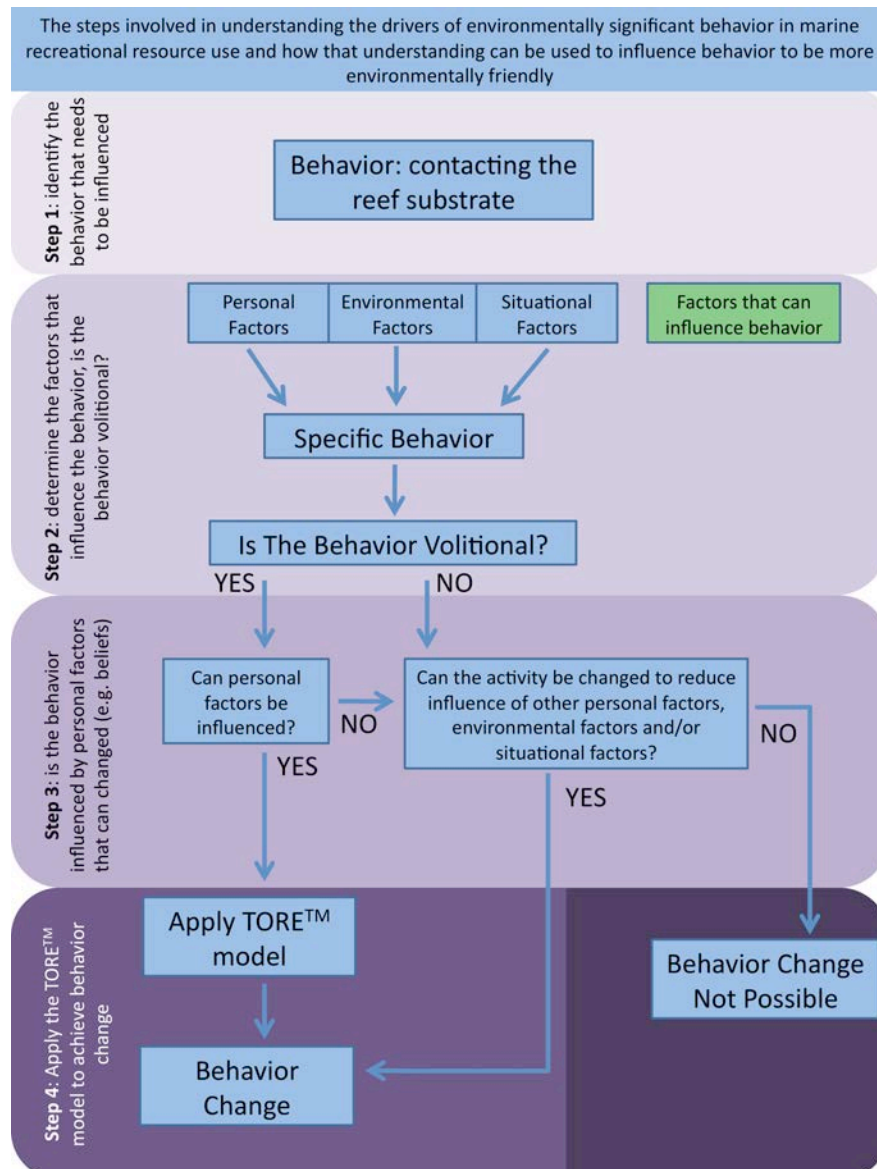 The steps involved in understanding the drivers of environmentally significant behavior in marine
recreational resource use and how that understanding can be used to influence behavior to be more
environmentally friendly
Step 1: identify the
behavior that needs
to be influenced
Behavior: contacting the
reef substrate
Step 2: determine the factors that
influence the behavior, is the
behavior volitional?
Personal
Factors
Environmental
Factors
Situational
Factors
Factors that can
influence behavior
Specific Behavior
Is The Behavior Volitional?
YES
NO
Step 3: is the behavior
influenced by personal factors
that can changed (e.g. beliefs)
Can personal
factors be
influenced?
NO
Can the activity be changed to reduce
influence of other personal factors,
environmental factors and/or
situational factors?
NO
YES
YES
Step 4: Apply the TORE™
model to achieve behavior
change
Apply TORE™
model
Behavior Change
Not Possible
Behavior
Change